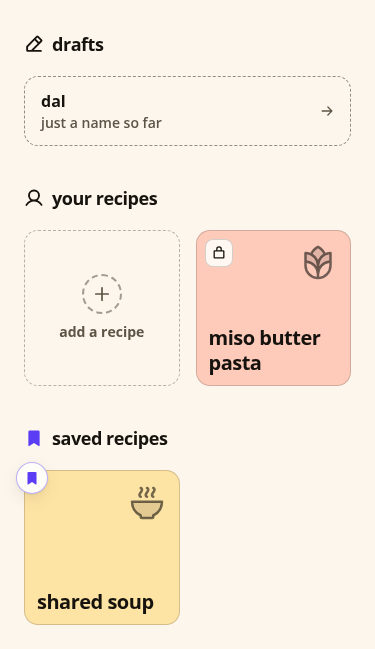 drafts
dal
just a name so far
your recipes
add a recipe
miso butter
pasta
saved recipes
shared soup